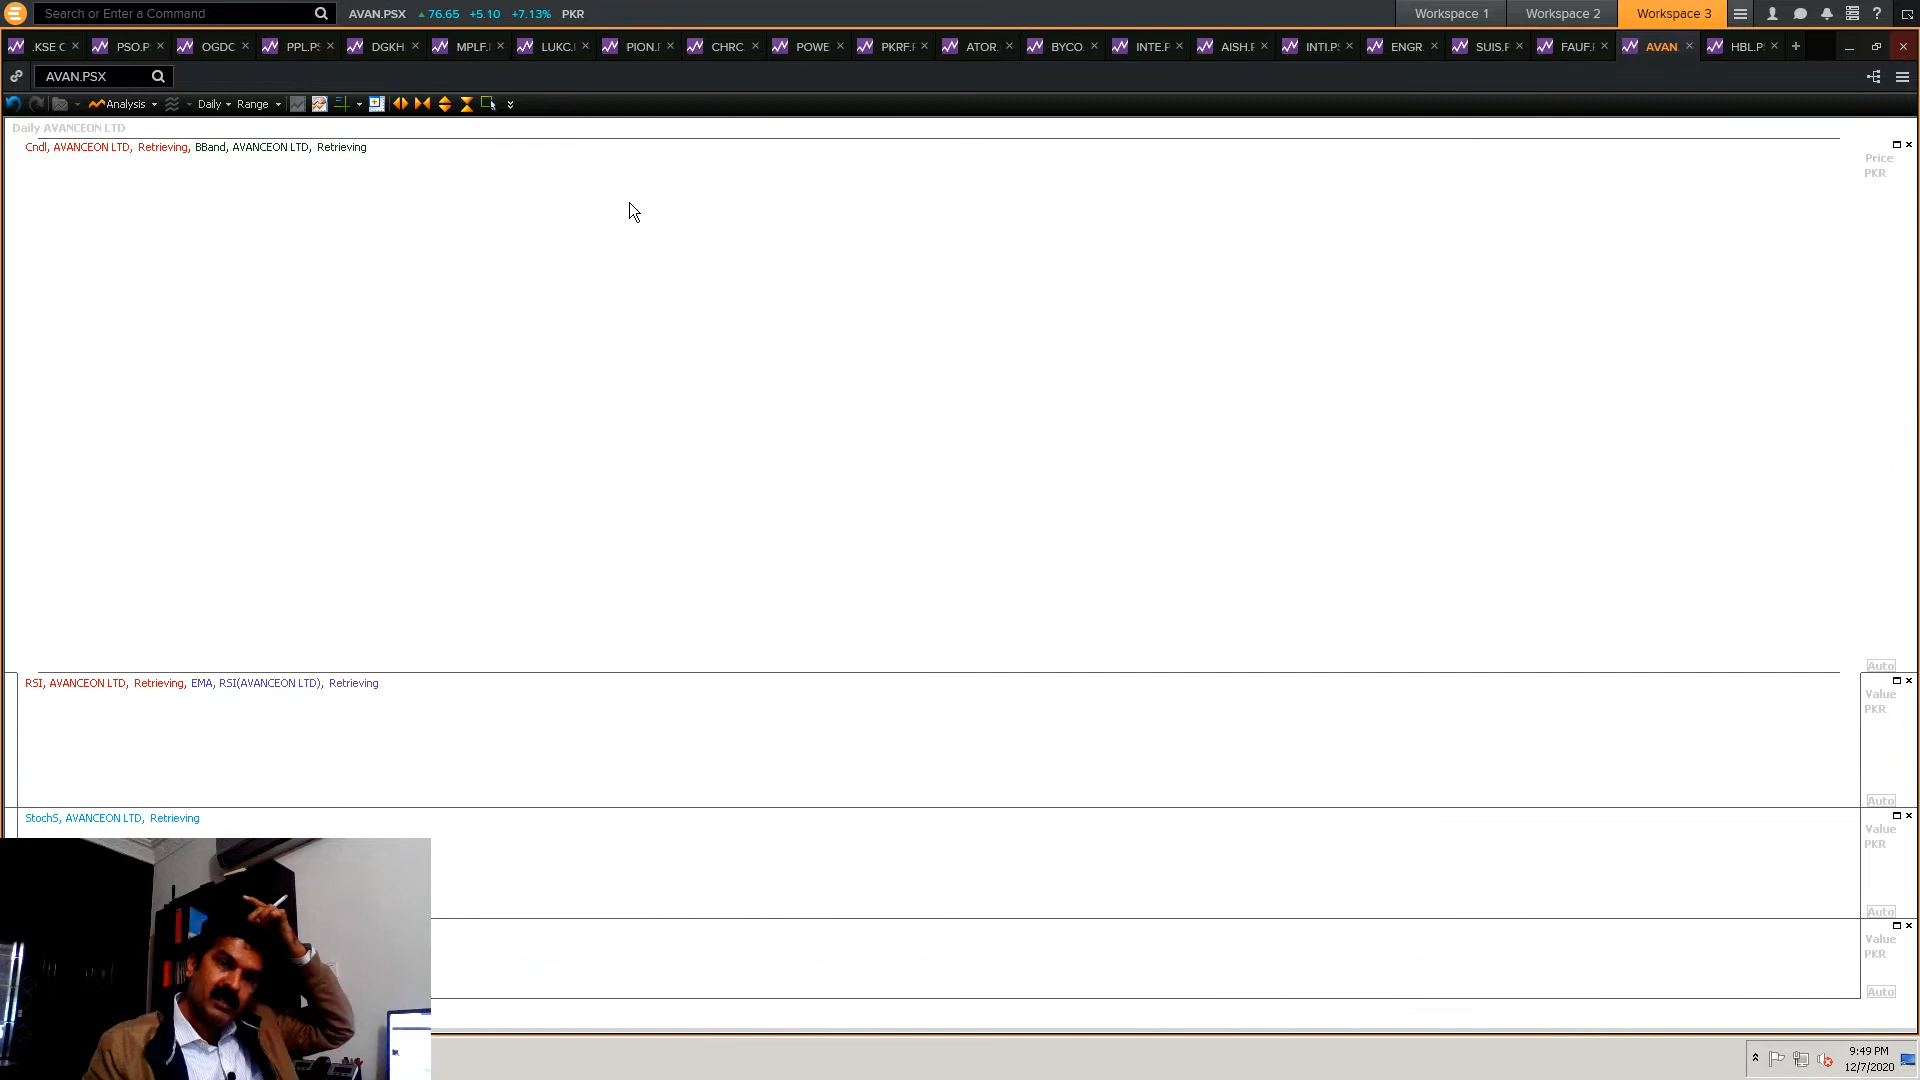 Search or Enter a Command AVAN.PSX 76.65 +5.10 +7.13% PKR Workspace 1 Workspace 2 Workspace 3
.KSE C PSO.P OGDC PPL.PS DGKH MPLF.I LUKC. PION.F CHRC. POWE PKRF.F ATOR. BYCO. INTE.P AISH.P INTI.PS ENGR. SUIS.P FAUF.I AVAN. HBL.PS
AVAN.PSX
Analysis Daily Range
Daily AVANCEON LTD
Cndl, AVANCEON LTD, Retrieving, BBand, AVANCEON LTD, Retrieving
Price
PKR
Auto
RSI, AVANCEON LTD, Retrieving, EMA, RSI(AVANCEON LTD), Retrieving
Value
PKR
Auto
StochS, AVANCEON LTD, Retrieving
Value
PKR
Auto
Value
PKR
Auto
9:49 PM
12/7/2020